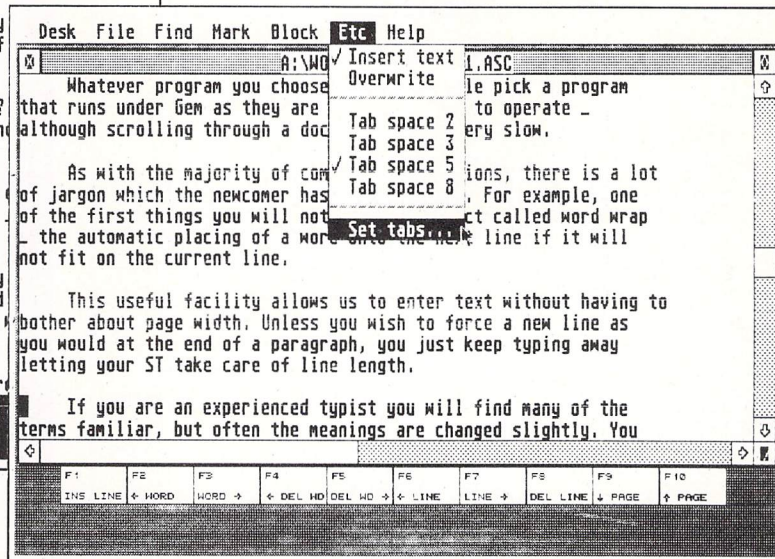 Desk File Find Mark Block Etc Help
A:\WO 1.ASC
✓ Insert text
Overwrite
Tab space 2
Tab space 3
✓ Tab space 5
Tab space 8
Set tabs...
Whatever program you choose le pick a program
that runs under Gem as they are to operate _
although scrolling through a doc ery slow.
As with the majority of com ions, there is a lot
of jargon which the newcomer has . For example, one
of the first things you will not ct called word wrap
_ the automatic placing of a word onto the next line if it will
not fit on the current line.
This useful facility allows us to enter text without having to
bother about page width. Unless you wish to force a new line as
you would at the end of a paragraph, you just keep typing away
letting your ST take care of line length.
If you are an experienced typist you will find many of the
terms familiar, but often the meanings are changed slightly. You
F1 F2 F3 F4 F5 F6 F7 F8 F9 F10
INS LINE ← WORD WORD → ← DEL WD DEL WD → ← LINE LINE → DEL LINE ↓ PAGE ↑ PAGE